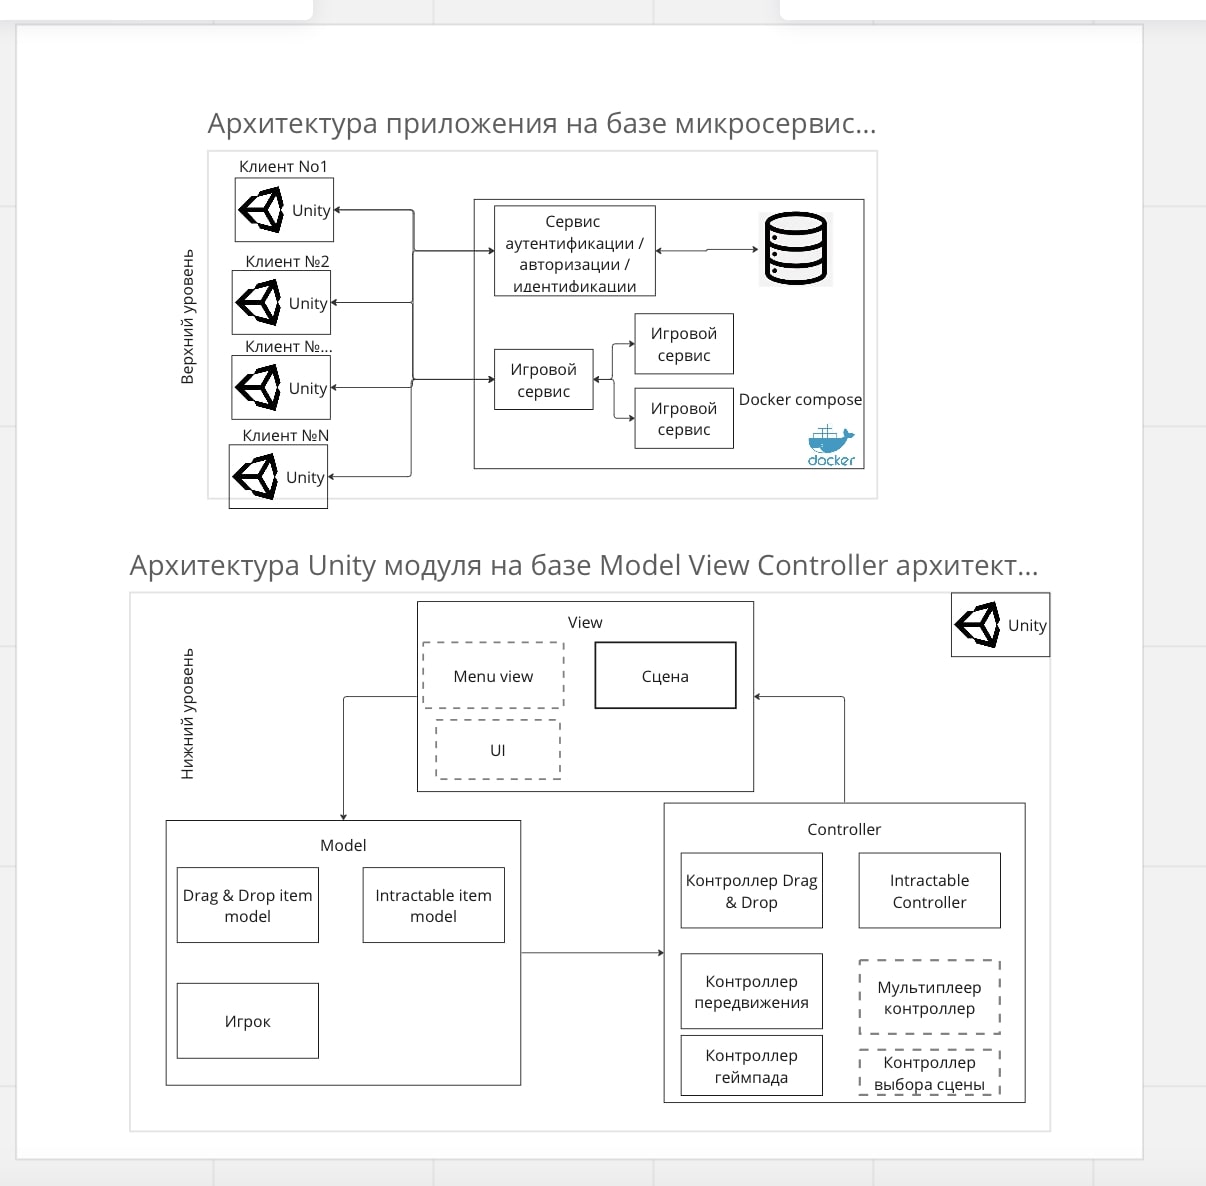 Архитектура приложения на базе микросервис...
Верхний уровень
Клиент No1
Unity
Клиент №2
Unity
Клиент №...
Unity
Клиент №N
Unity
Сервис
аутентификации /
авторизации /
идентификации
Игровой
сервис
Игровой
сервис
Игровой
сервис
Docker compose
docker
Архитектура Unity модуля на базе Model View Controller архитект...
Нижний уровень
Unity
View
Menu view
Сцена
UI
Model
Drag & Drop item
model
Intractable item
model
Игрок
Controller
Контроллер Drag
& Drop
Intractable
Controller
Контроллер
передвижения
Мультиплеер
контроллер
Контроллер
геймпада
Контроллер
выбора сцены